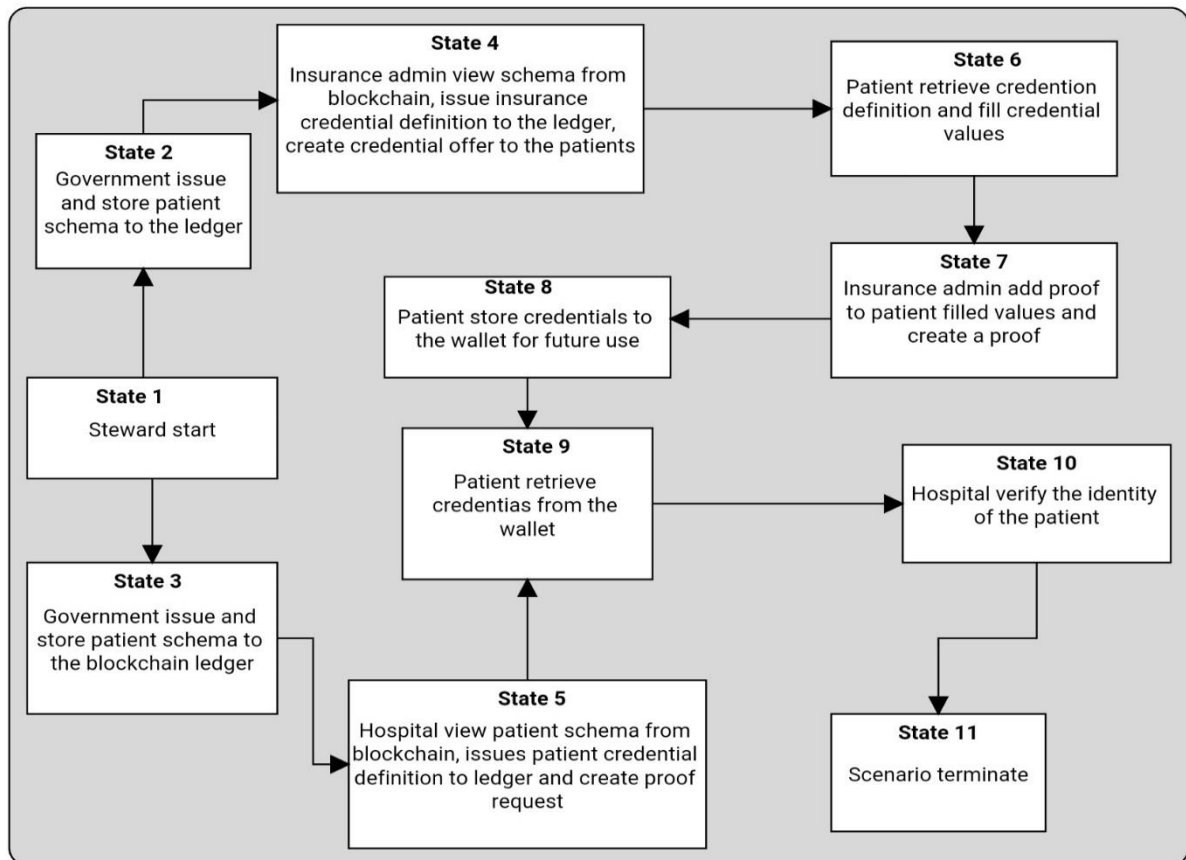 State 4
Insurance admin view schema from
blockchain, issue insurance
credential definition to the ledger,
create credential offer to the patients
State 6
Patient retrieve credention
definition and fill credential
values
State 2
Government issue
and store patient
schema to the ledger
State 7
Insurance admin add proof
to patient filled values and
create a proof
State 8
Patient store credentials to
the wallet for future use
State 1
Steward start
State 9
Patient retrieve
credentias from the
wallet
State 10
Hospital verify the identity
of the patient
State 3
Government issue and
store patient schema to
the blockchain ledger
State 5
Hospital view patient schema from
blockchain, issues patient credential
definition to ledger and create proof
request
State 11
Scenario terminate